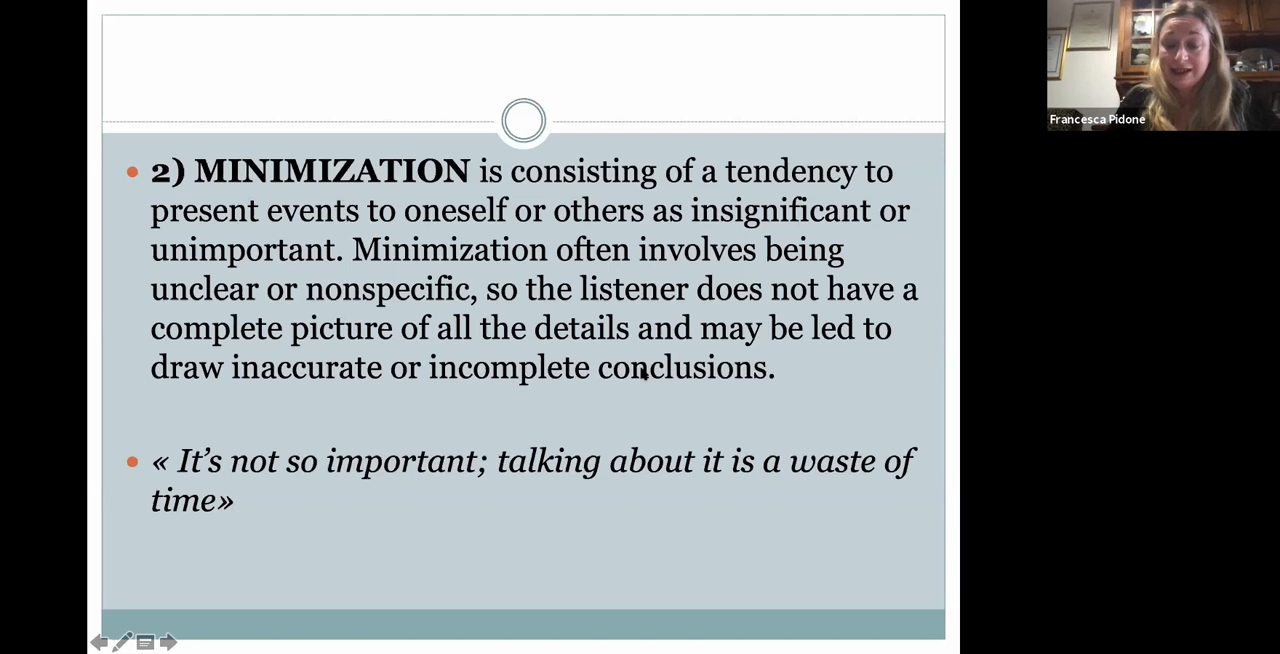 2) MINIMIZATION is consisting of a tendency to
present events to oneself or others as insignificant or
unimportant. Minimization often involves being
unclear or nonspecific, so the listener does not have a
complete picture of all the details and may be led to
draw inaccurate or incomplete conclusions.
« It’s not so important; talking about it is a waste of
time»
Francesca Pidone